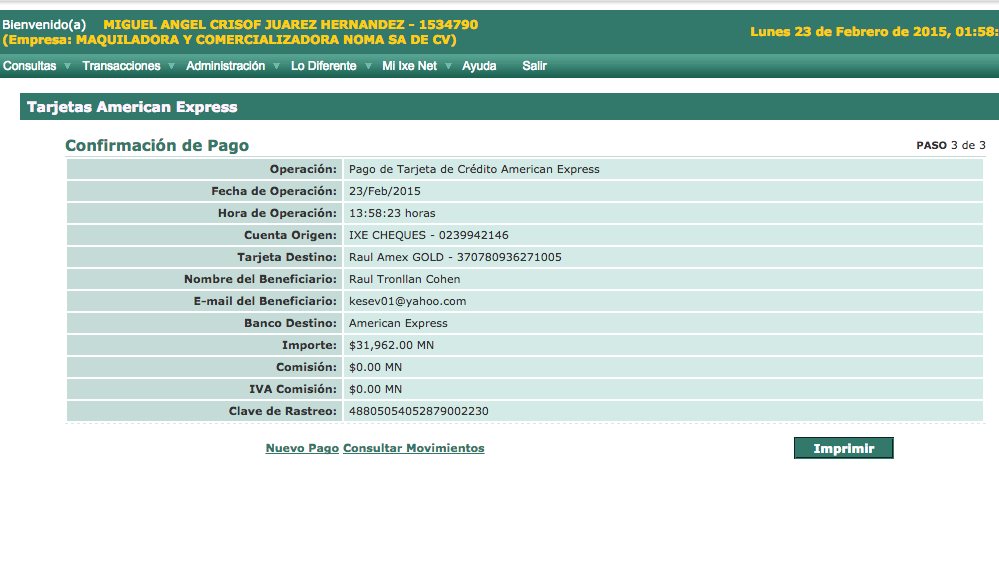 Bienvenido(a) MIGUEL ANGEL CRISOF JUAREZ HERNANDEZ - 1534790
(Empresa: MAQUILADORA Y COMERCIALIZADORA NOMA SA DE CV)
Lunes 23 de Febrero de 2015, 01:58:
Consultas Transacciones Administración Lo Diferente Mi Ixe Net Ayuda Salir
Tarjetas American Express
Confirmación de Pago PASO 3 de 3
Operación: Pago de Tarjeta de Crédito American Express
Fecha de Operación: 23/Feb/2015
Hora de Operación: 13:58:23 horas
Cuenta Origen: IXE CHEQUES - 0239942146
Tarjeta Destino: Raul Amex GOLD - 370780936271005
Nombre del Beneficiario: Raul Tronllan Cohen
E-mail del Beneficiario: kesev01@yahoo.com
Banco Destino: American Express
Importe: $31,962.00 MN
Comisión: $0.00 MN
IVA Comisión: $0.00 MN
Clave de Rastreo: 48805054052879002230
Nuevo Pago Consultar Movimientos Imprimir